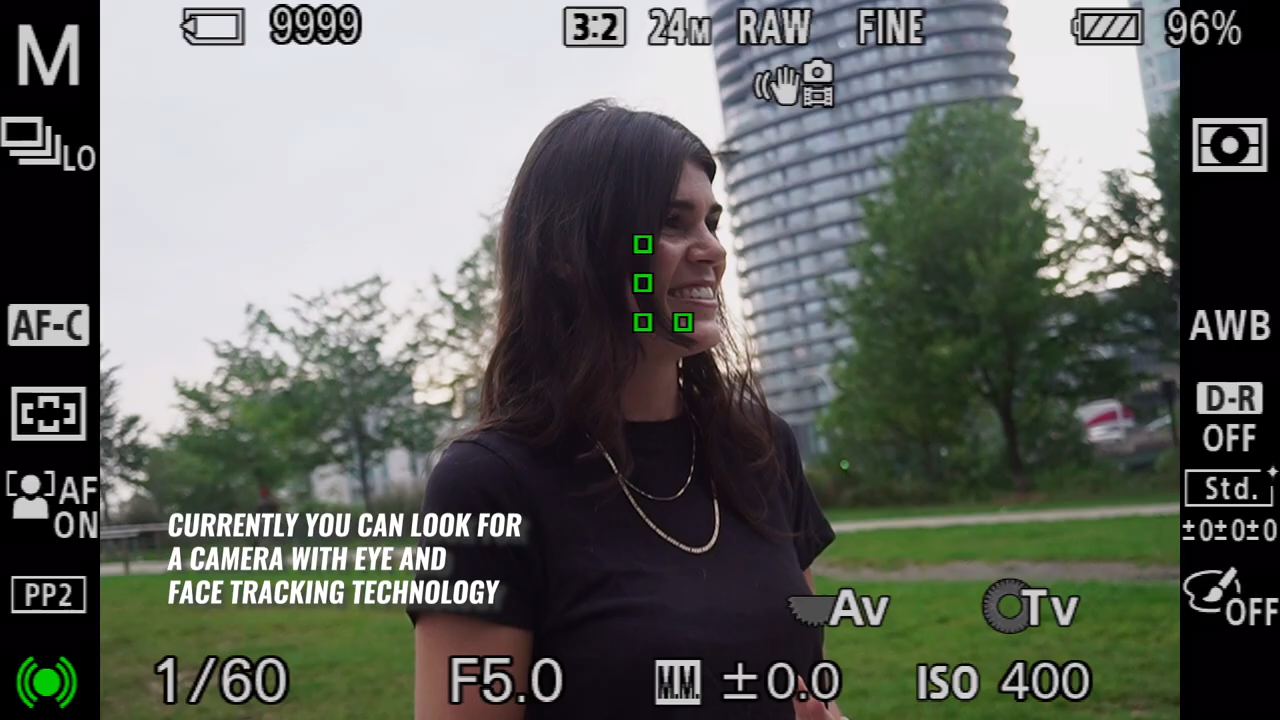 M
9999
3:2
24M
RAW
FINE
96%
LO
AF-C
AWB
D-R
OFF
AF
ON
Std.
±0±0±0
CURRENTLY YOU CAN LOOK FOR
A CAMERA WITH EYE AND
FACE TRACKING TECHNOLOGY
PP2
OFF
Av
Tv
1/60
F5.0
M.M.
±0.0
ISO 400